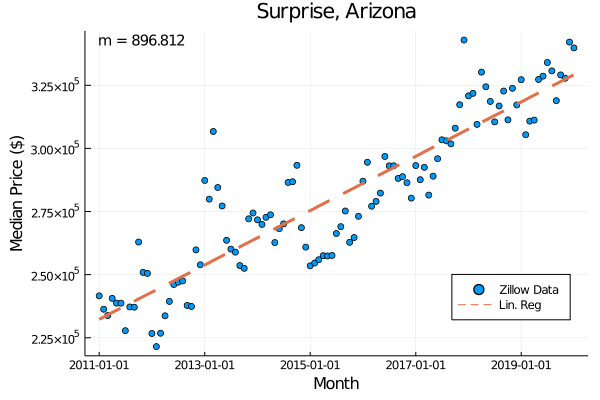 Surprise, Arizona
m = 896.812
Median Price ($)
3.25×10⁵
3.00×10⁵
2.75×10⁵
2.50×10⁵
2.25×10⁵
Zillow Data
Lin. Reg
2011-01-01 2013-01-01 2015-01-01 2017-01-01 2019-01-01
Month